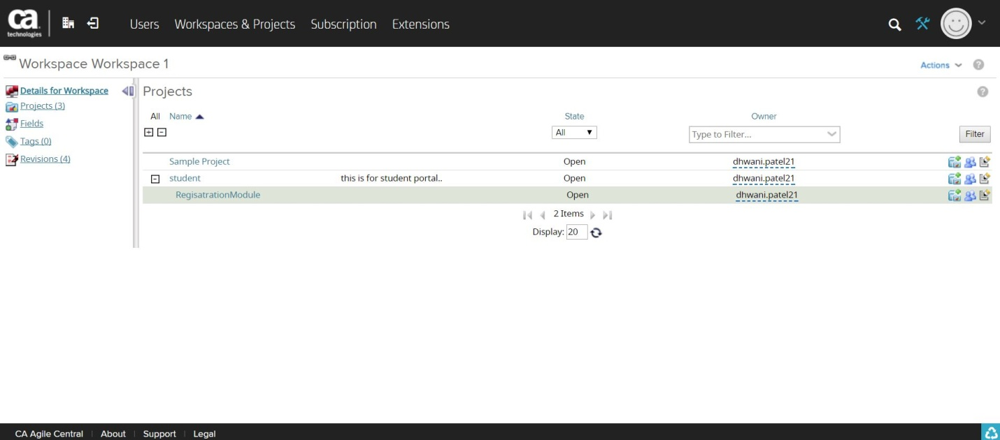 ca technologies
Users Workspaces & Projects Subscription Extensions
Workspace Workspace 1
Actions
Details for Workspace
Projects (3)
Fields
Tags (0)
Revisions (4)
Projects
All Name State Owner
All Type to Filter... Filter
Sample Project Open dhwani.patel21
student this is for student portal.. Open dhwani.patel21
RegisatrationModule Open dhwani.patel21
2 Items
Display: 20
CA Agile Central About Support Legal